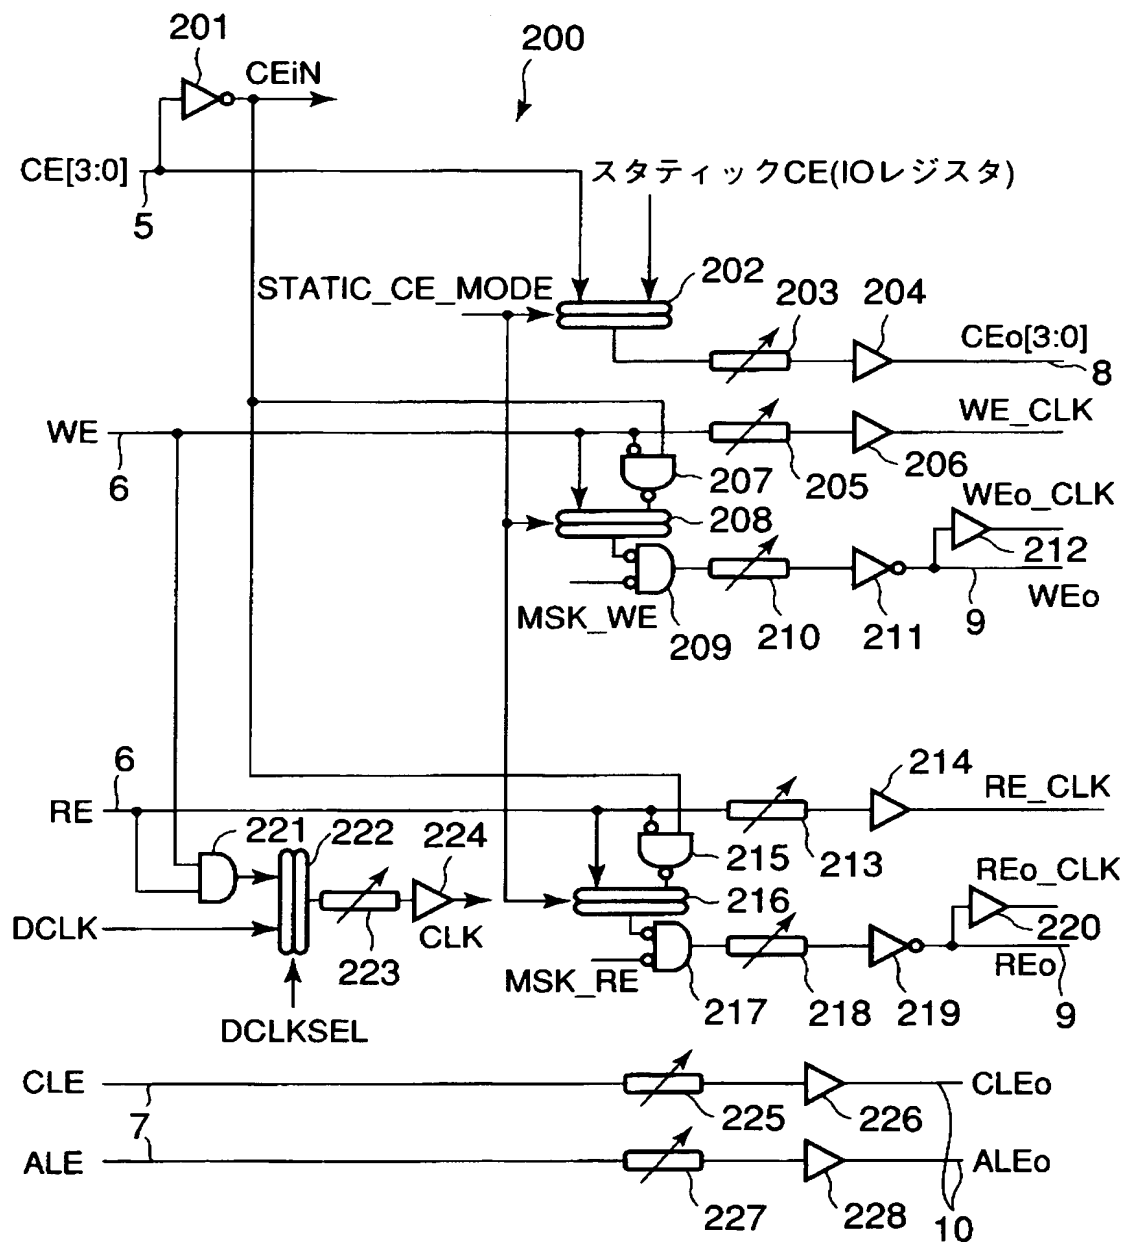 201
200
CEiN
CE[3:0]
スタティックCE(IOレジスタ)
5
202
STATIC_CE_MODE
203
204
CEo[3:0]
8
WE
WE_CLK
6
207
205
206
WEo_CLK
208
212
MSK_WE
209
210
211
9
WEo
6
214
RE
RE_CLK
221
222
224
215
213
REo_CLK
216
220
DCLK
CLK
223
MSK_RE
REo
217
218
219
9
DCLKSEL
CLE
CLEo
7
225
226
ALE
ALEo
227
228
10